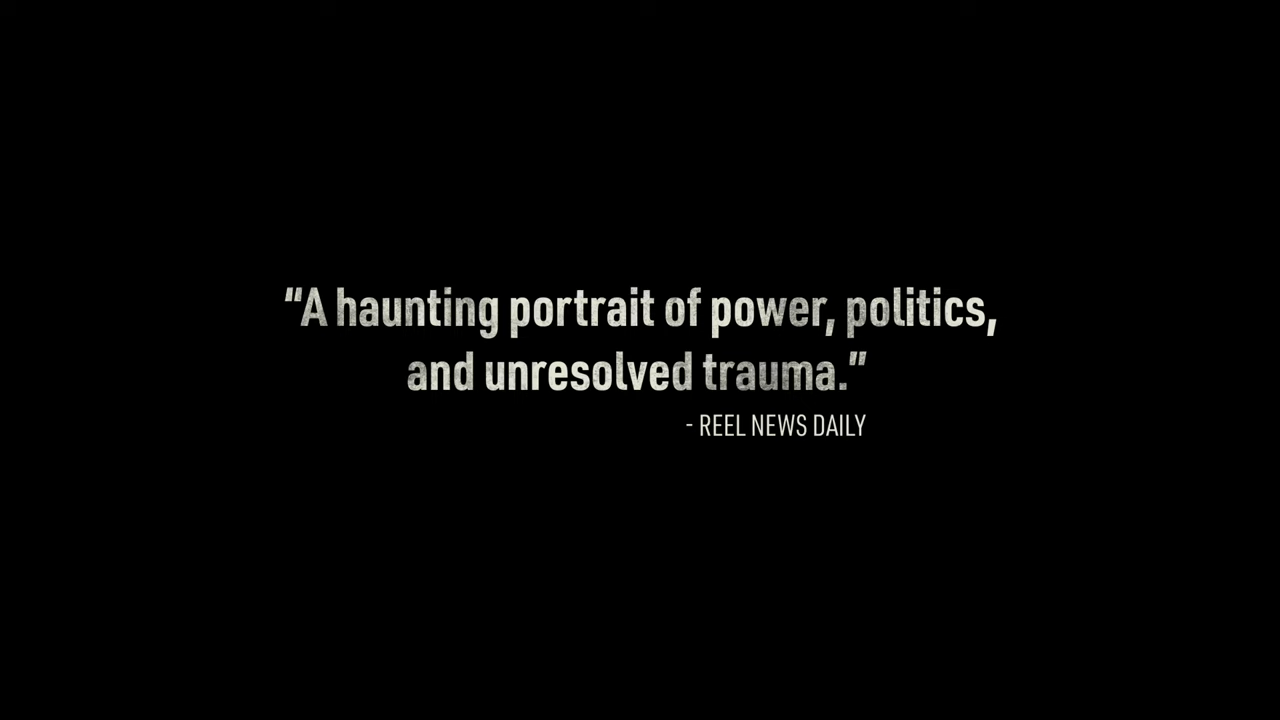 “A haunting portrait of power, politics,
and unresolved trauma.”
- REEL NEWS DAILY